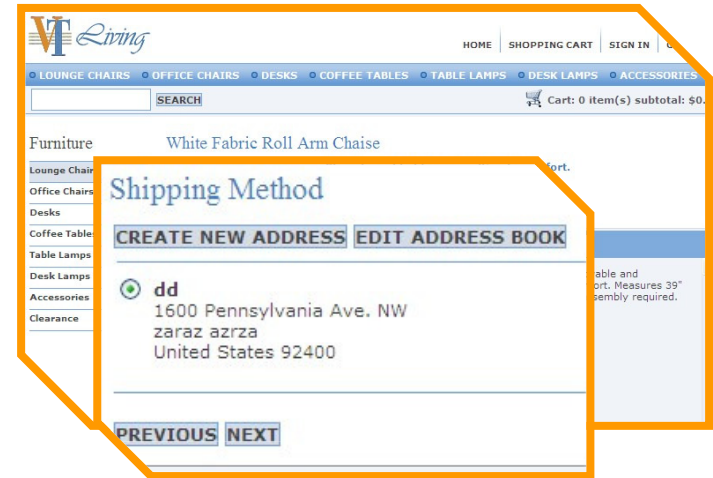 VT Living
HOME SHOPPING CART SIGN IN
LOUNGE CHAIRS OFFICE CHAIRS DESKS COFFEE TABLES TABLE LAMPS DESK LAMPS ACCESSORIES
SEARCH Cart: 0 item(s) subtotal: $0.
Furniture
White Fabric Roll Arm Chaise
Lounge Chair
Office Chairs
Desks
Coffee Table
Table Lamps
Desk Lamps
Accessories
Clearance
able and
ort. Measures 39"
sembly required.
Shipping Method
CREATE NEW ADDRESS EDIT ADDRESS BOOK
dd
1600 Pennsylvania Ave. NW
zaraz azrza
United States 92400
PREVIOUS NEXT